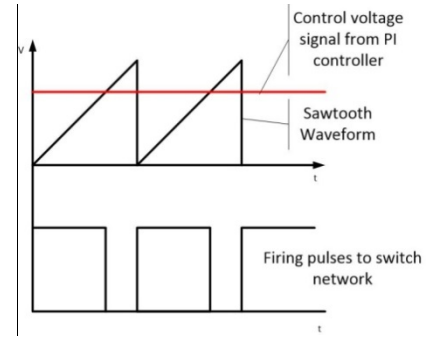 Control voltage
signal from PI
controller
V
Sawtooth
Waveform
t
Firing pulses to switch
network
t